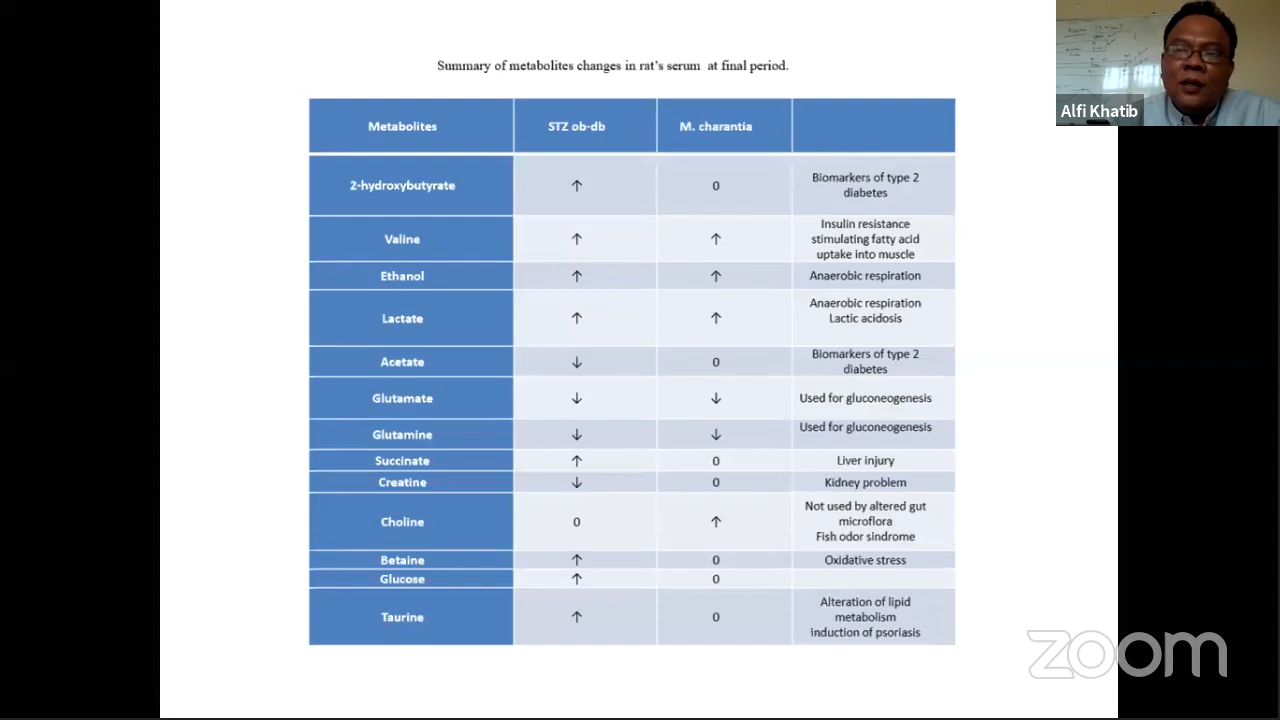 Summary of metabolites changes in rat's serum at final period.
Alfi Khatib
Metabolites STZ ob-db M. charantia
2-hydroxybutyrate ↑ 0 Biomarkers of type 2
diabetes
Valine ↑ ↑ Insulin resistance
stimulating fatty acid
uptake into muscle
Ethanol ↑ ↑ Anaerobic respiration
Lactate ↑ ↑ Anaerobic respiration
Lactic acidosis
Acetate ↓ 0 Biomarkers of type 2
diabetes
Glutamate ↓ ↓ Used for gluconeogenesis
Glutamine ↓ ↓ Used for gluconeogenesis
Succinate ↑ 0 Liver injury
Creatine ↓ 0 Kidney problem
Choline 0 ↑ Not used by altered gut
microflora
Fish odor sindrome
Betaine ↑ 0 Oxidative stress
Glucose ↑ 0
Taurine ↑ 0 Alteration of lipid
metabolism
induction of psoriasis
zoom